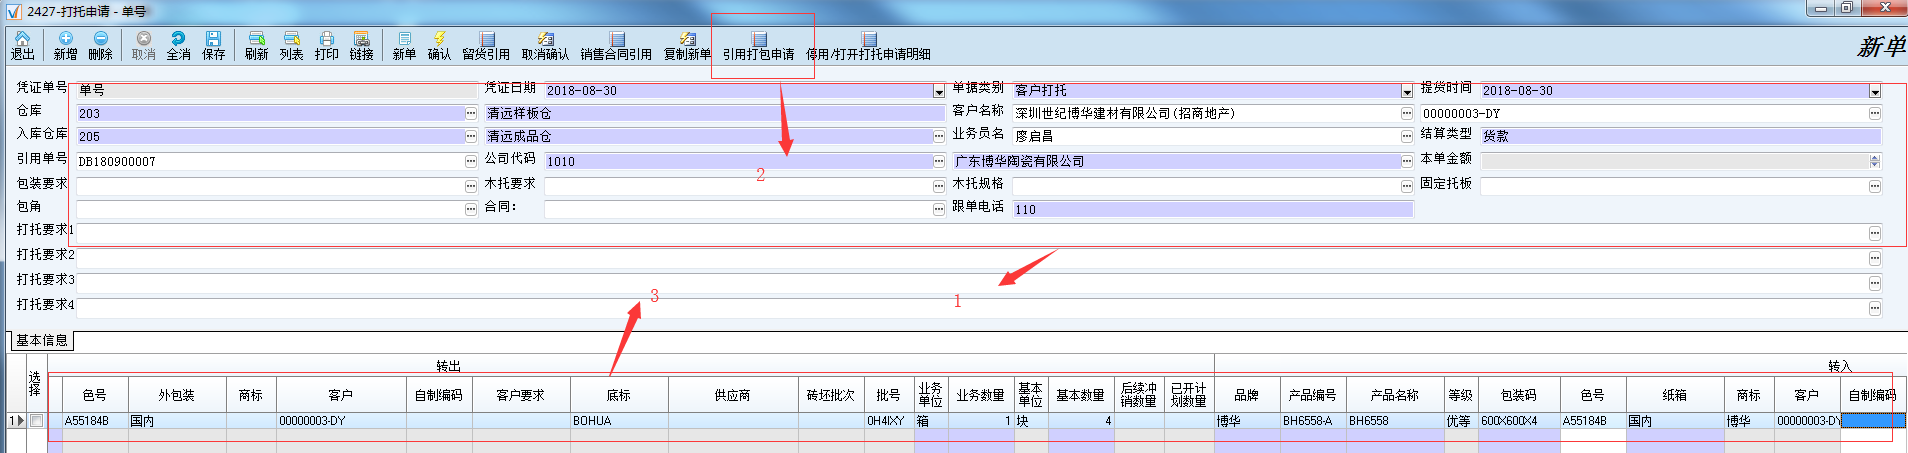 2427-打托申请 - 单号
退出 新增 删除 取消 全消 保存 刷新 列表 打印 链接 新单 确认 留货引用 取消确认 销售合同引用 复制新单 引用打包申请 停用/打开打托申请明细 新单
凭证单号 单号 凭证日期 2018-08-30 单据类别 客户打托 提货时间 2018-08-30
仓库 203 清远样板仓 客户名称 深圳世纪博华建材有限公司(招商地产) 00000003-DY
入库仓库 205 清远成品仓 业务员名 廖启昌 结算类型 货款
引用单号 DB180900007 公司代码 1010 广东博华陶瓷有限公司 本单金额
包装要求 木托要求 木托规格 固定托板
2
包角 合同: 跟单电话 110
打托要求1
打托要求2
打托要求3
3
1
打托要求4
基本信息
转出 转入
选择 色号 外包装 商标 客户 自制编码 客户要求 底标 供应商 砖坯批次 批号 业务单位 业务数量 基本单位 基本数量 后续冲销数量 已开计划数量 品牌 产品编号 产品名称 等级 包装码 色号 纸箱 商标 客户 自制编码
1 A55184B 国内 00000003-DY BOHUA 0H4IXY 箱 1 块 4 博华 BH6558-A BH6558 优等 600X600X4 A55184B 国内 博华 00000003-DY